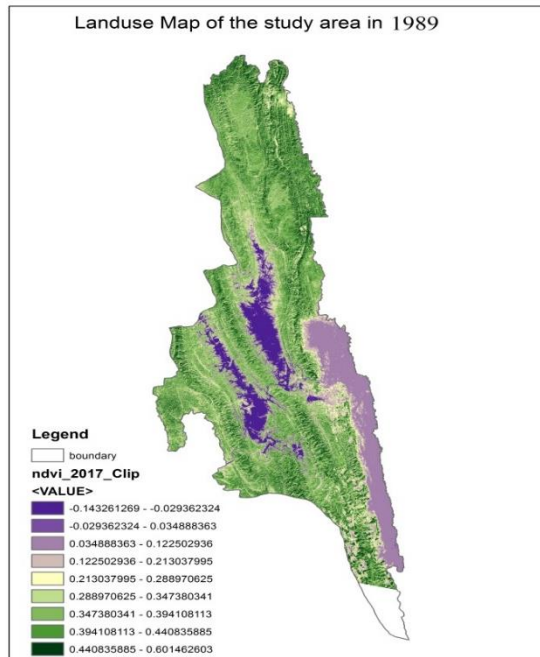 Landuse Map of the study area in 1989
Legend
boundary
ndvi_2017_Clip
<VALUE>
-0.143261269 - -0.029362324
-0.029362324 - 0.034888363
0.034888363 - 0.122502936
0.122502936 - 0.213037995
0.213037995 - 0.288970625
0.288970625 - 0.347380341
0.347380341 - 0.394108113
0.394108113 - 0.440835885
0.440835885 - 0.601462603